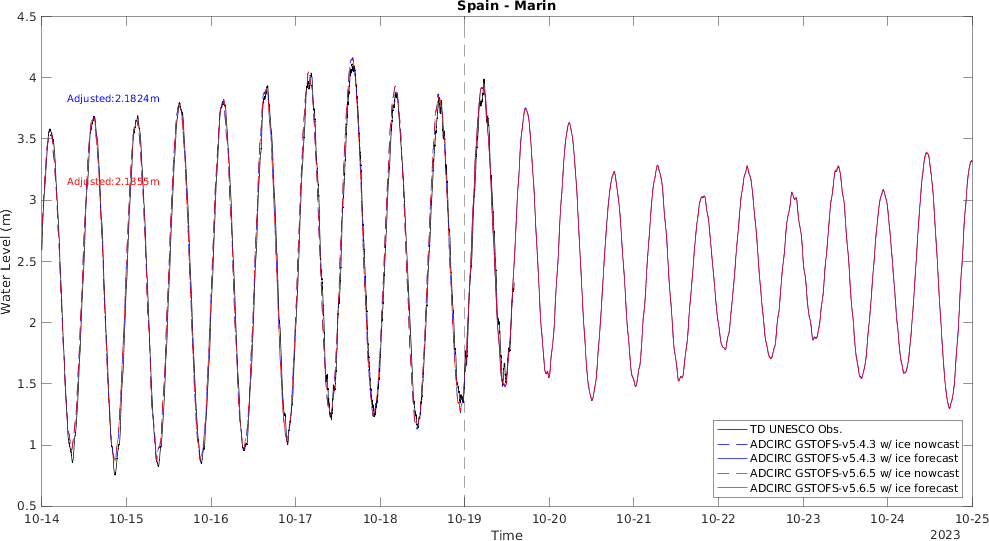 Spain - Marin
4.5
4
3.5
3
2.5
2
1.5
1
0.5
Water Level (m)
Adjusted:2.1824m
Adjusted:2.1855m
TD UNESCO Obs.
ADCIRC GSTOFS-v5.4.3 w/ ice nowcast
ADCIRC GSTOFS-v5.4.3 w/ ice forecast
ADCIRC GSTOFS-v5.6.5 w/ ice nowcast
ADCIRC GSTOFS-v5.6.5 w/ ice forecast
10-14 10-15 10-16 10-17 10-18 10-19 10-20 10-21 10-22 10-23 10-24 10-25
Time
2023